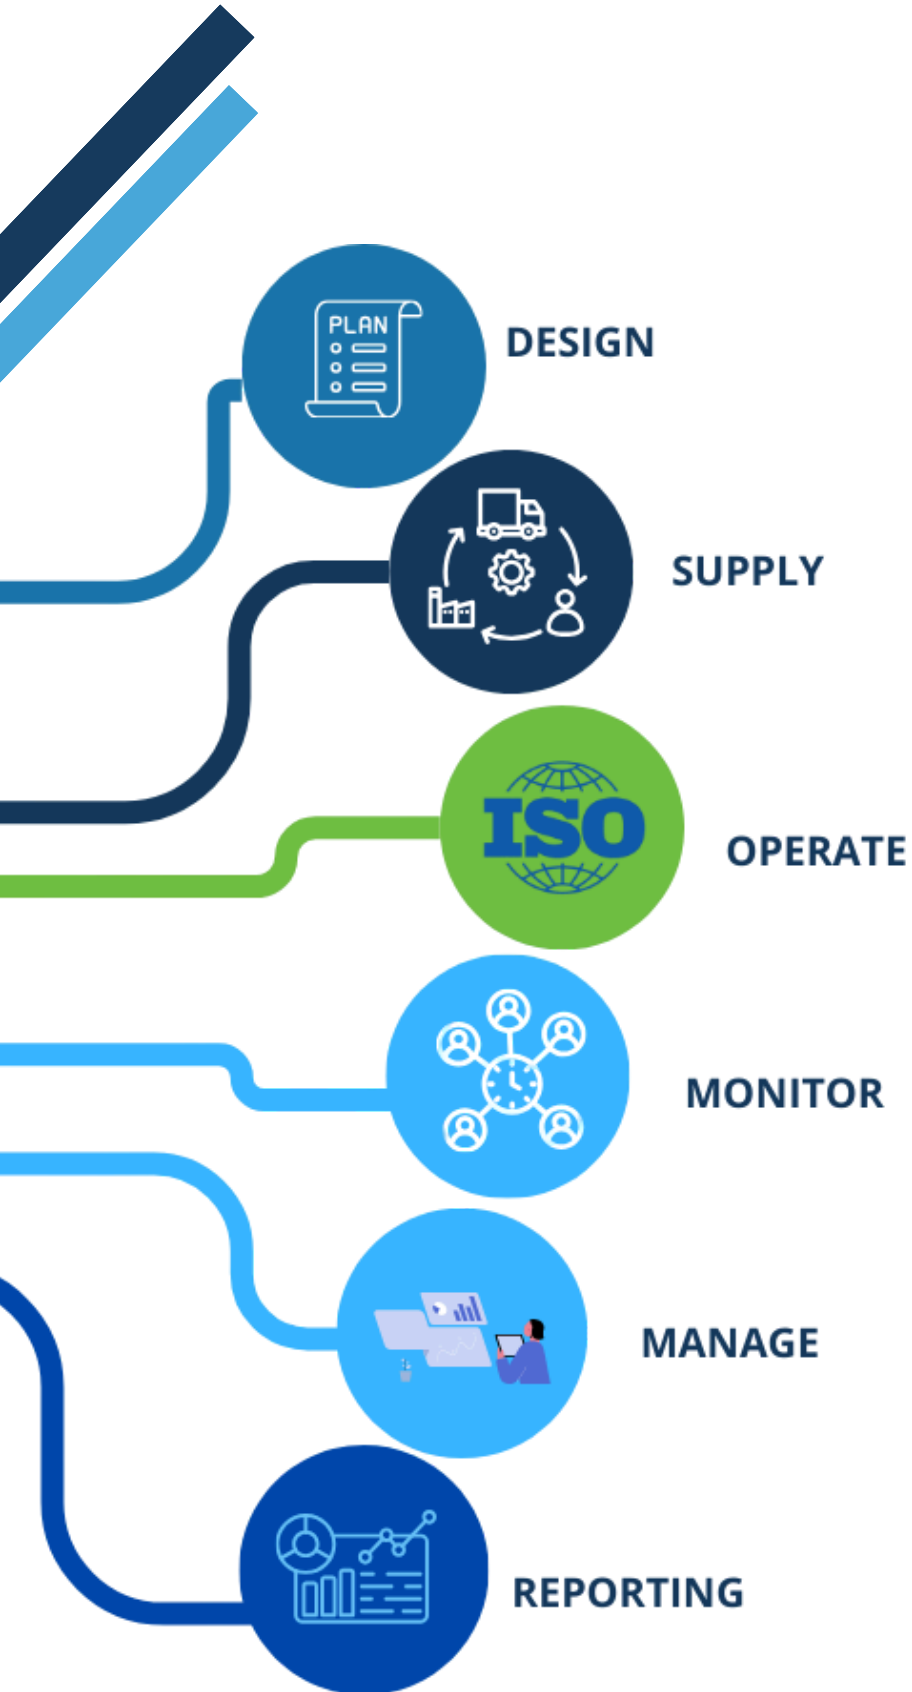 PLAN
DESIGN
SUPPLY
ISO
OPERATE
MONITOR
MANAGE
REPORTING